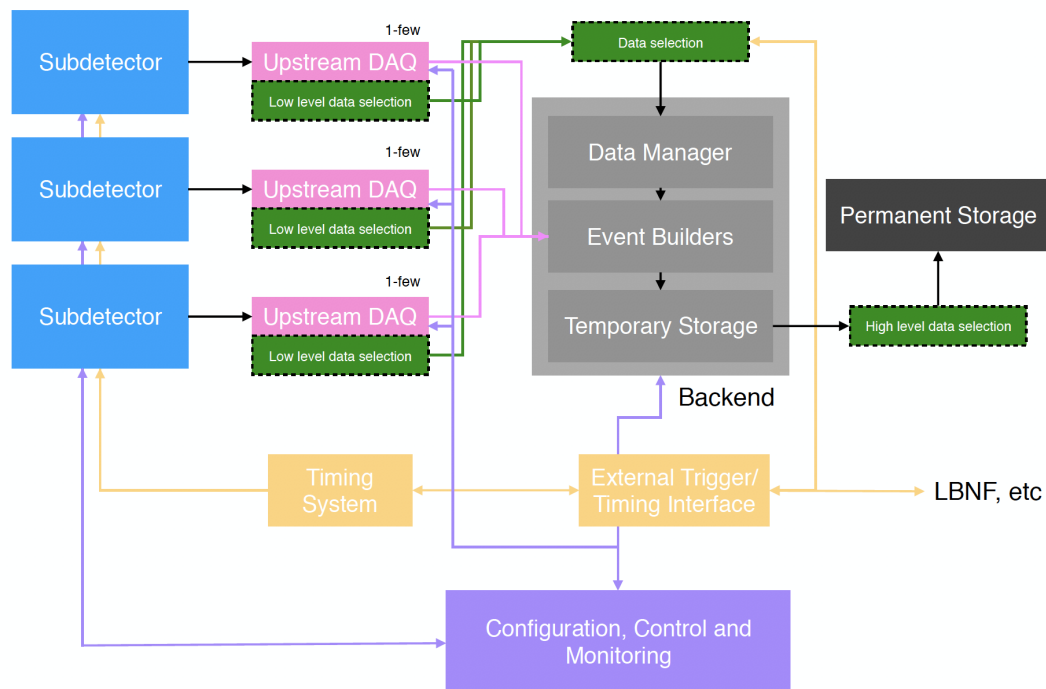 Subdetector
1-few
Upstream DAQ
Low level data selection
Data selection
Subdetector
1-few
Upstream DAQ
Low level data selection
Data Manager
Event Builders
Permanent Storage
Subdetector
1-few
Upstream DAQ
Low level data selection
Temporary Storage
High level data selection
Backend
Timing
System
External Trigger/
Timing Interface
LBNF, etc
Configuration, Control and
Monitoring